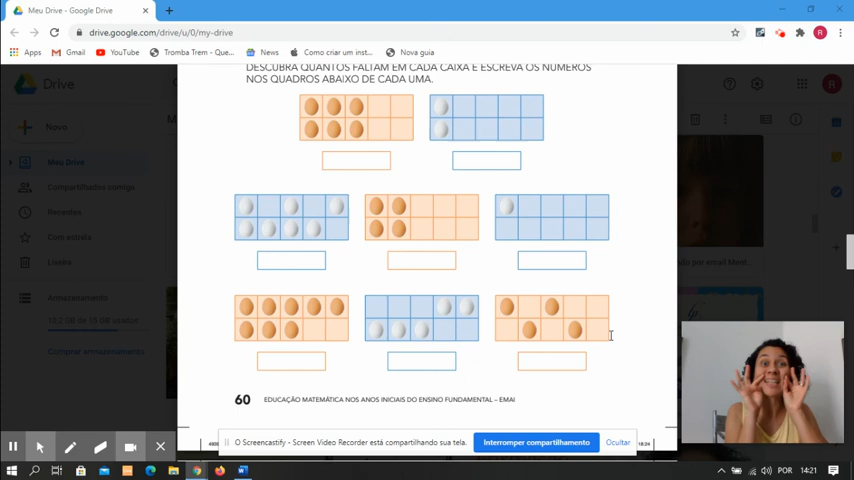 Meu Drive - Google Drive
drive.google.com/drive/u/0/my-drive
Apps Gmail YouTube Tromba Trem - Que... News Como criar um inst... Nova guia
Drive
DESCUBRA QUANTOS FALTAM EM CADA CAIXA E ESCREVA OS NÚMEROS
NOS QUADROS ABAIXO DE CADA UMA.
Novo
Meu Drive
Compartilhados comigo
Recentes
Com estrela
Lixeira
Armazenamento
Comprar armazenamento
60 EDUCAÇÃO MATEMÁTICA NOS ANOS INICIAIS DO ENSINO FUNDAMENTAL – EMAI
O Screencastify - Screen Video Recorder está compartilhando sua tela.
Interromper compartilhamento
Ocultar
POR 14:21